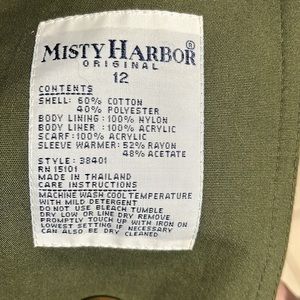 MISTY HARBOR®
ORIGINAL
12
CONTENTS
SHELL: 60% COTTON
40% POLYESTER
BODY LINING: 100% NYLON
BODY LINER: 100% ACRYLIC
SCARF: 100% ACRYLIC
SLEEVE WARMER: 52% RAYON
48% ACETATE
STYLE: 38401
RN 15101
MADE IN THAILAND
CARE INSTRUCTIONS
MACHINE WASH COOL TEMPERATURE
WITH MILD DETERGENT
DO NOT USE BLEACH TUMBLE
DRY LOW OR LINE DRY REMOVE
PROMPTLY TOUCH UP WITH IRON ON
LOWEST SETTING IF NECESSARY
CAN ALSO BE DRY CLEANED